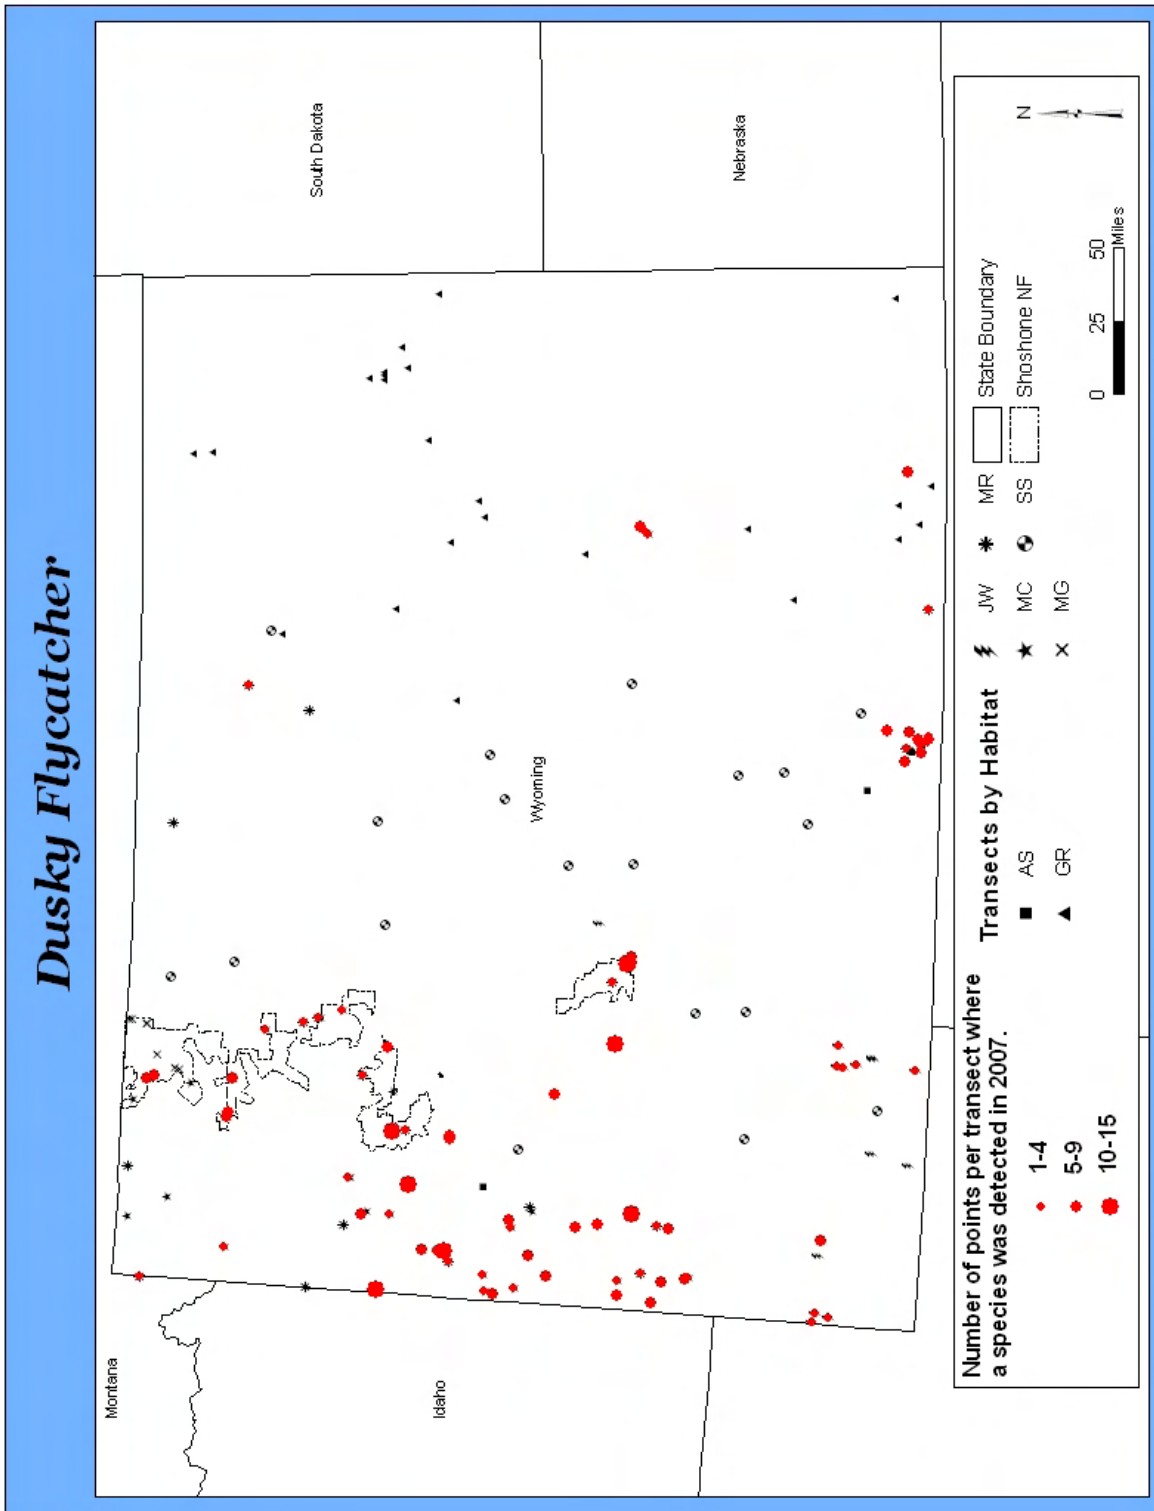 Dusky Flycatcher
Montana
South Dakota
Idaho
Wyoming
Nebraska
Number of points per transect where
a species was detected in 2007.
1-4
5-9
10-15
Transects by Habitat
AS
GR
JW
MC
MG
MR
SS
State Boundary
Shoshone NF
N
0 25 50
Miles